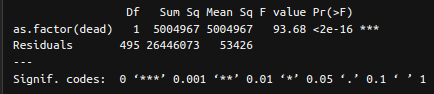 Df Sum Sq Mean Sq F value Pr(>F)
as.factor(dead) 1 5004967 5004967 93.68 <2e-16 ***
Residuals 495 26446073 53426
---
Signif. codes: 0 ‘***’ 0.001 ‘**’ 0.01 ‘*’ 0.05 ‘.’ 0.1 ‘ ’ 1